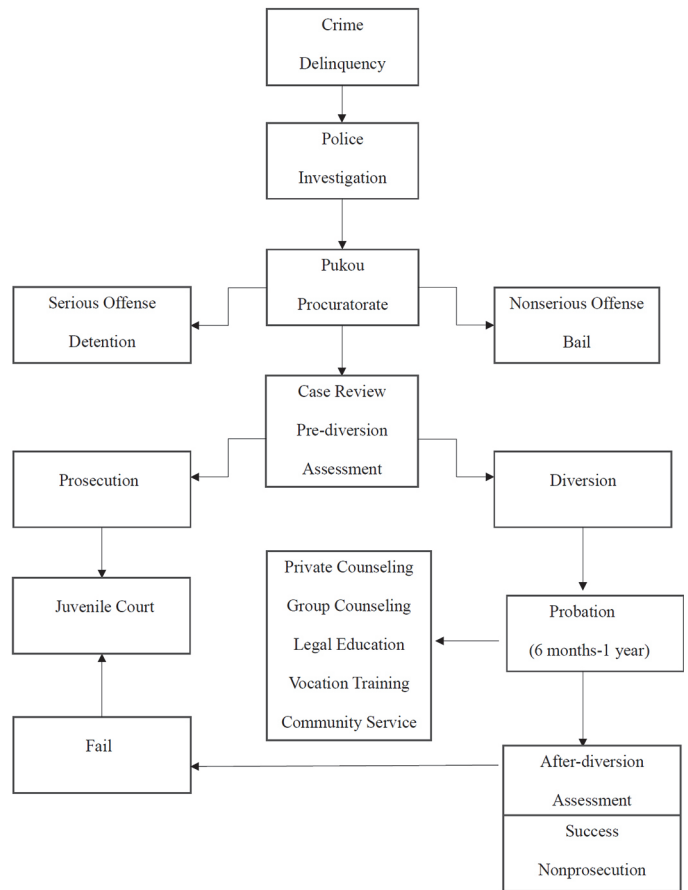 Crime
Delinquency
Police
Investigation
Pukou
Procuratorate
Serious Offense
Detention
Nonserious Offense
Bail
Case Review
Pre-diversion
Assessment
Prosecution
Diversion
Private Counseling
Group Counseling
Legal Education
Vocation Training
Community Service
Juvenile Court
Probation
(6 months-1 year)
Fail
After-diversion
Assessment
Success
Nonprosecution